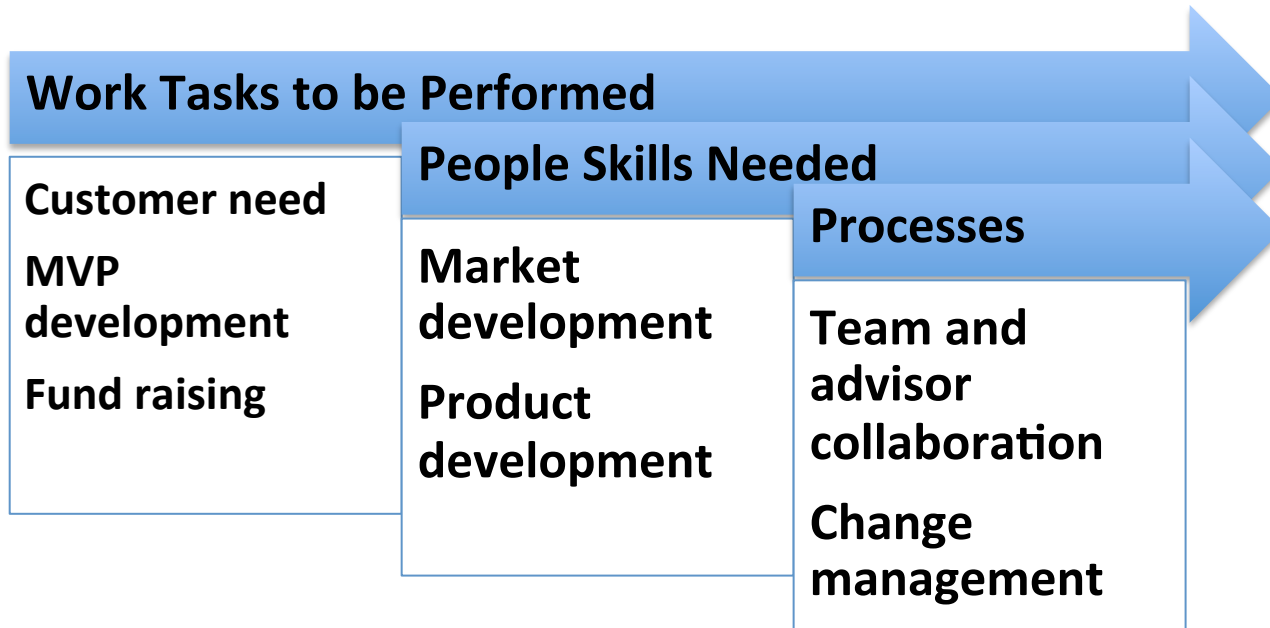 Work Tasks to be Performed
Customer need
MVP
development
Fund raising
People Skills Needed
Market
development
Product
development
Processes
Team and
advisor
collaboration
Change
management